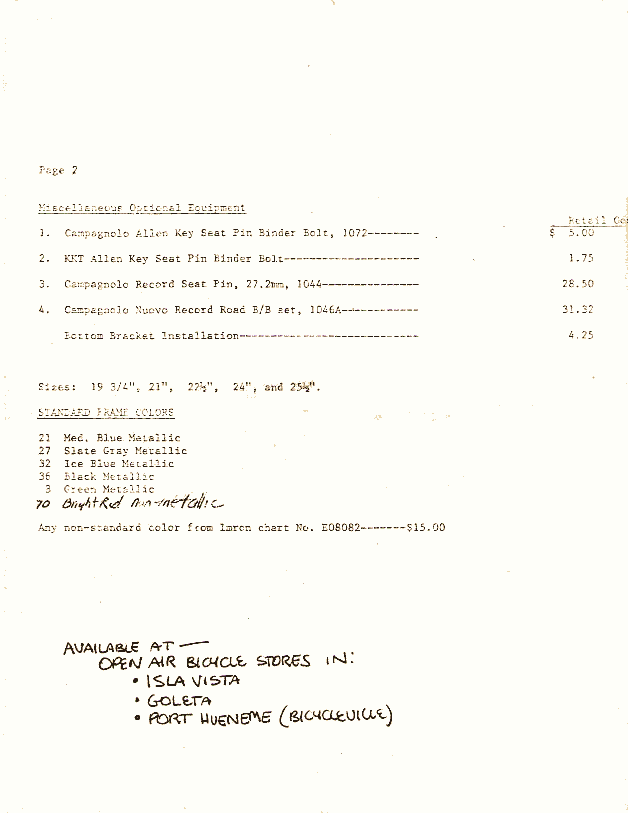 Page 2
Miscellaneous Optional Equipment
Retail Cos
1. Campagnolo Allen Key Seat Pin Binder Bolt, 1072-------- $ 5.00
2. KKT Allen Key Seat Pin Binder Bolt--------------------- 1.75
3. Campagnolo Record Seat Pin, 27.2mm, 1044--------------- 28.50
4. Campagnolo Nuovo Record Road B/B set, 1046A------------ 31.32
Bottom Bracket Installation---------------------------- 4.25
Sizes: 19 3/4", 21", 22½", 24", and 25½".
STANDARD FRAME COLORS
21 Med. Blue Metallic
27 Slate Gray Metallic
32 Ice Blue Metallic
36 Black Metallic
3 Green Metallic
70 Bright Red non-metallic
Any non-standard color from Imron chart No. E08082-------$15.00
AVAILABLE AT —
OPEN AIR BICYCLE STORES IN:
• ISLA VISTA
• GOLETA
• PORT HUENEME (BICYCLEVILLE)